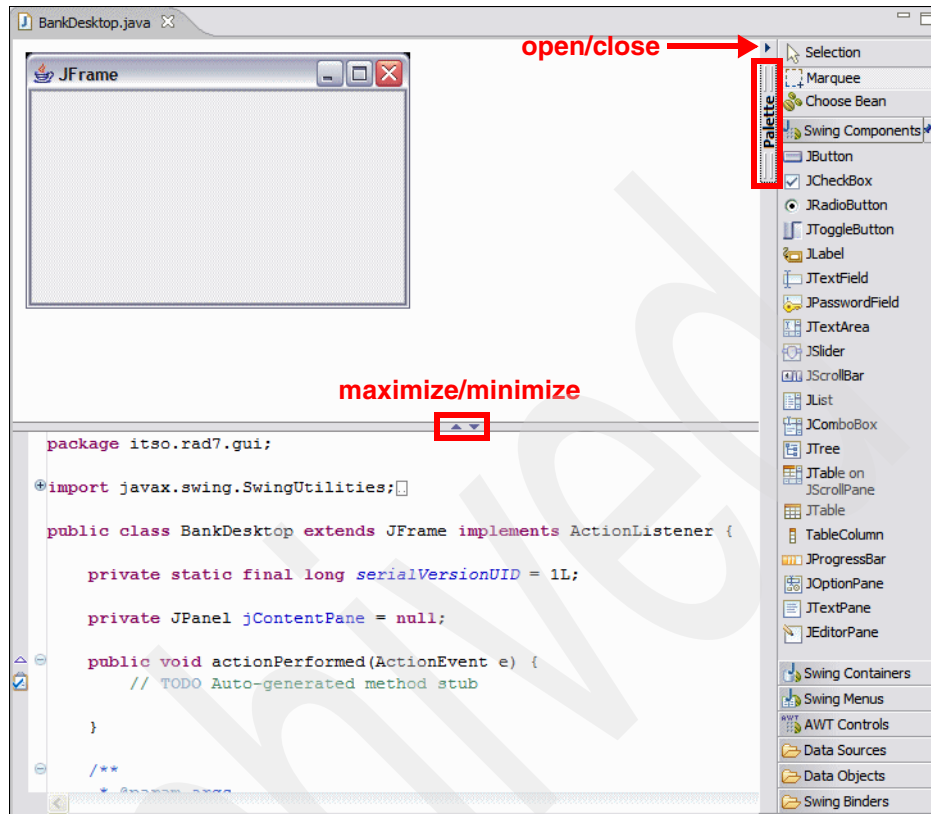 BankDesktop.java
open/close
JFrame
Palette
Selection
Marquee
Choose Bean
Swing Components
JButton
JCheckBox
JRadioButton
JToggleButton
JLabel
JTextField
JPasswordField
JTextArea
JSlider
JScrollBar
JList
JComboBox
JTree
JTable on
JScrollPane
JTable
TableColumn
JProgressBar
JOptionPane
JTextPane
JEditorPane
Swing Containers
Swing Menus
AWT Controls
Data Sources
Data Objects
Swing Binders
maximize/minimize
package itso.rad7.gui;
import javax.swing.SwingUtilities;
public class BankDesktop extends JFrame implements ActionListener {
private static final long serialVersionUID = 1L;
private JPanel jContentPane = null;
public void actionPerformed(ActionEvent e) {
// TODO Auto-generated method stub
}
/**
* @param args